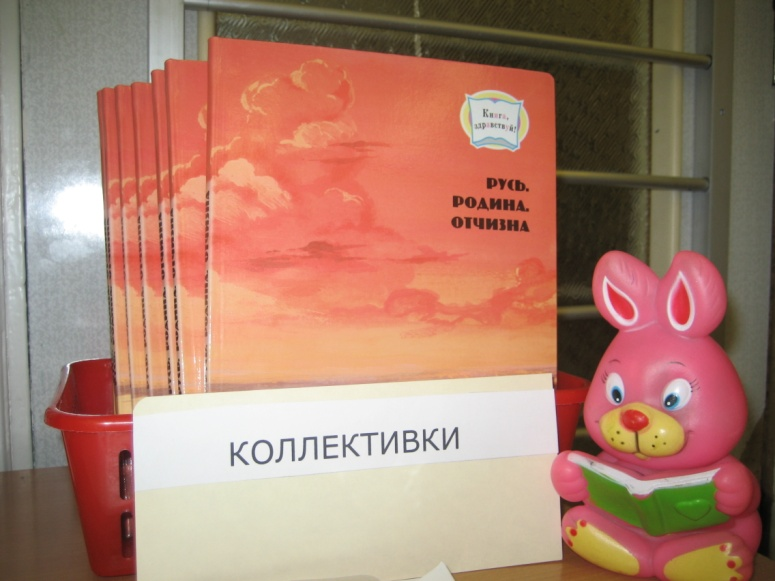 Книга,
здравствуй!
РУСЬ.
РОДИНА.
ОТЧИЗНА
КОЛЛЕКТИВКИ